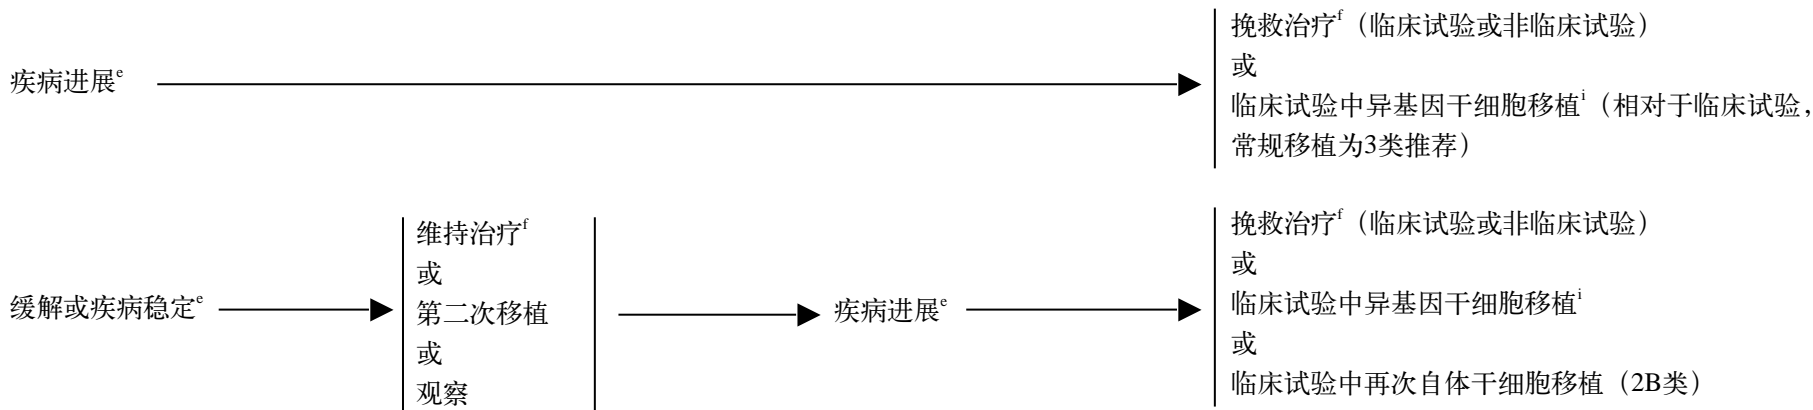 疾病进展e
挽救治疗f（临床试验或非临床试验）
或
临床试验中异基因干细胞移植i（相对于临床试验，
常规移植为3类推荐）
缓解或疾病稳定e
维持治疗f
或
第二次移植
或
观察
疾病进展e
挽救治疗f（临床试验或非临床试验）
或
临床试验中异基因干细胞移植i
或
临床试验中再次自体干细胞移植（2B类）